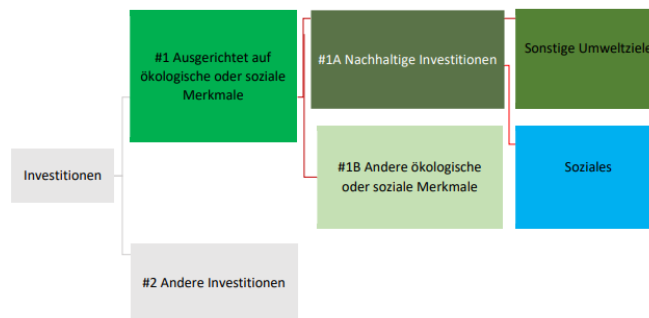 #1 Ausgerichtet auf
ökologische oder soziale
Merkmale
#1A Nachhaltige Investitionen
Sonstige Umweltziele
Investitionen
#1B Andere ökologische
oder soziale Merkmale
Soziales
#2 Andere Investitionen